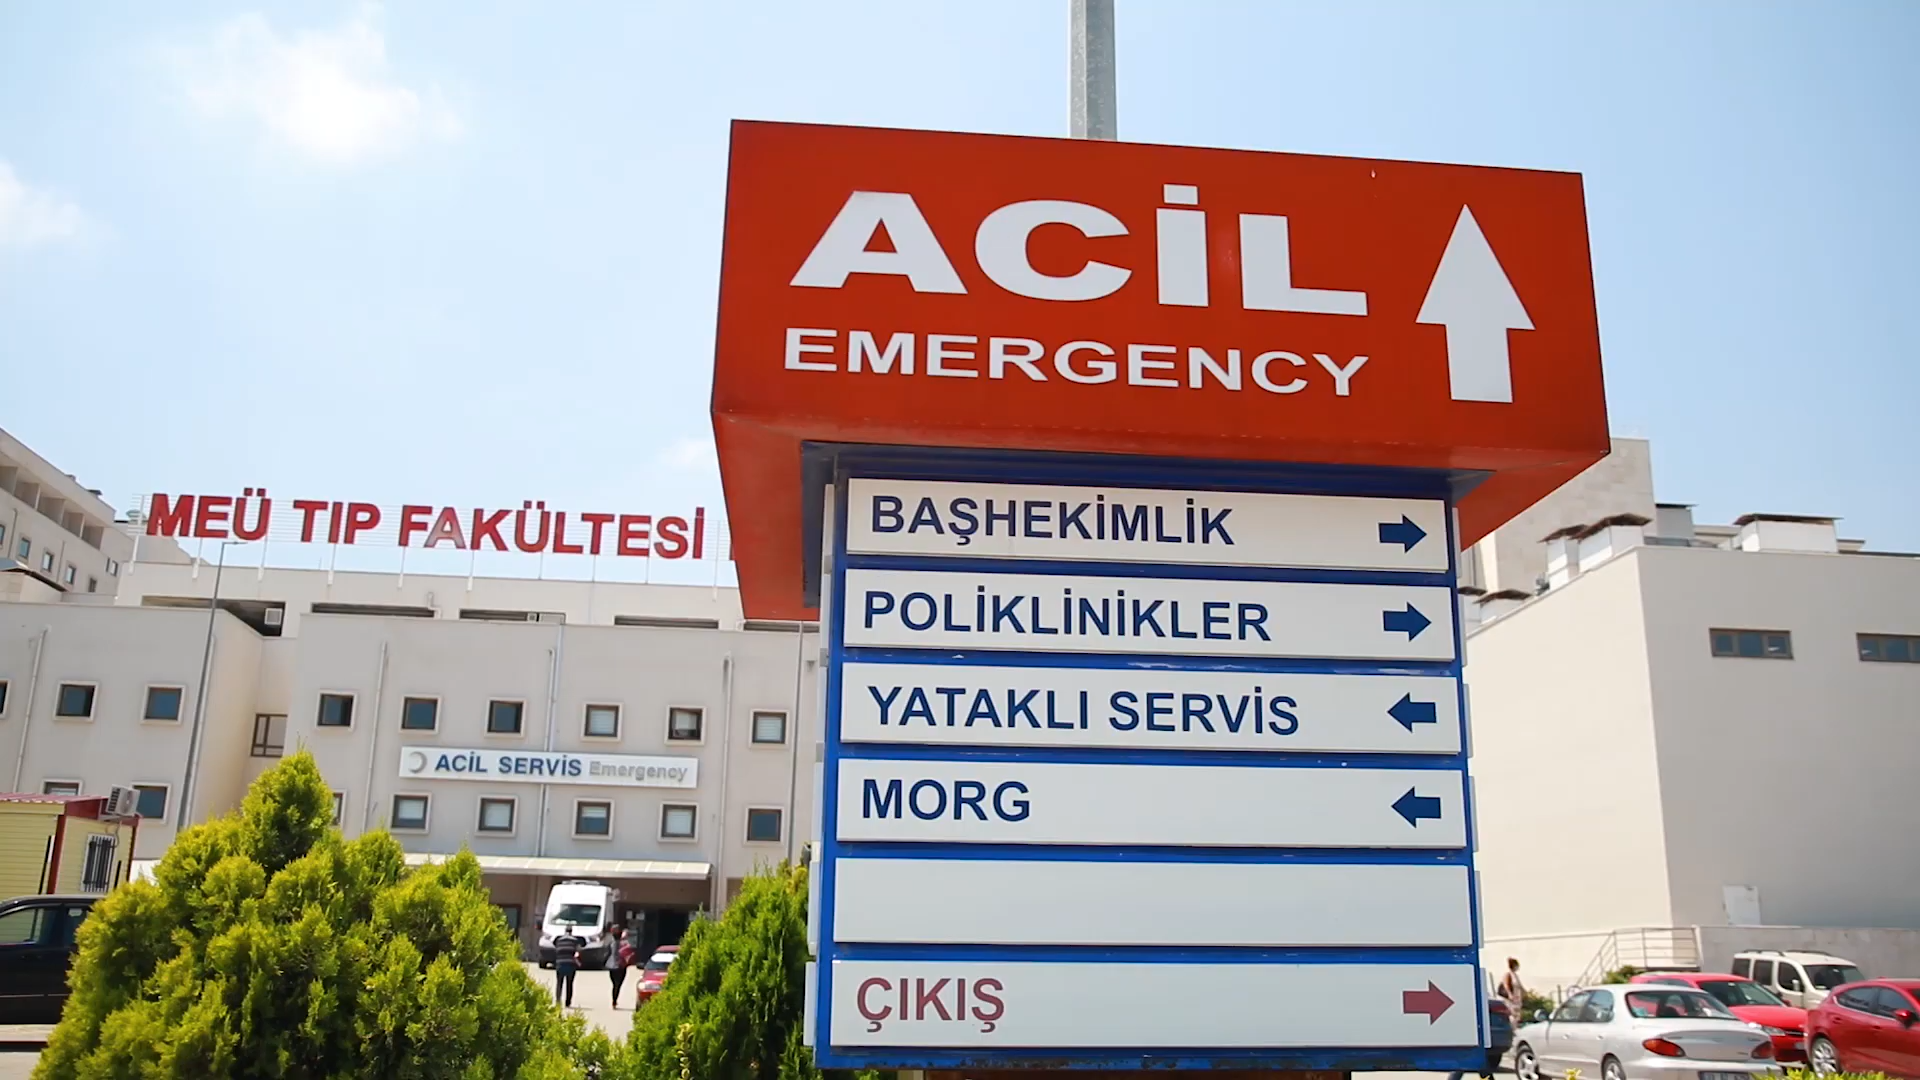 ACİL
EMERGENCY
BAŞHEKİMLİK
POLİKLİNİKLER
YATAKLI SERVİS
MORG
ÇIKIŞ
MEÜ TIP FAKÜLTESİ
ACİL SERVİS Emergency